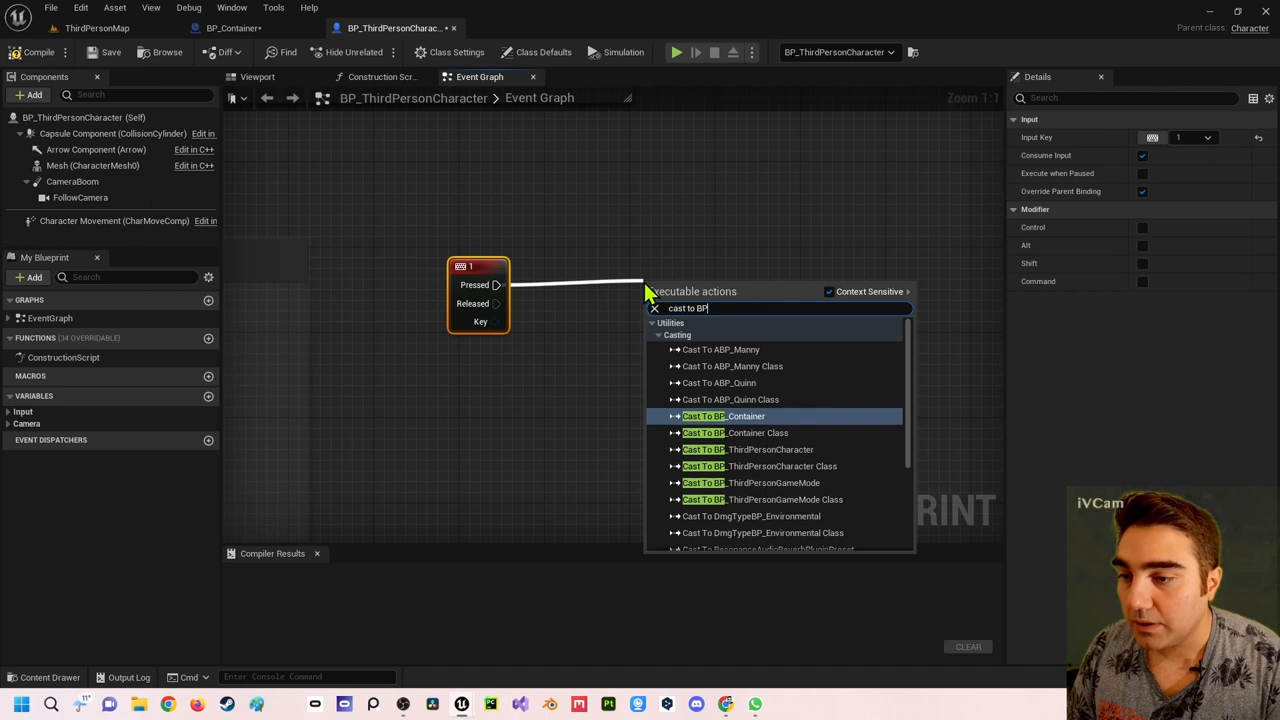 File Edit Asset View Debug Window Tools Help
Parent class: Character
ThirdPersonMap
BP_Container*
BP_ThirdPersonCharac...*
Compile
Save
Browse
Diff
Find
Hide Unrelated
Class Settings
Class Defaults
Simulation
BP_ThirdPersonCharacter
Components
Viewport
Construction Scr...
Event Graph
Details
Add
Search
BP_ThirdPersonCharacter > Event Graph
Zoom 1:1
Search
BP_ThirdPersonCharacter (Self)
Capsule Component (CollisionCylinder) Edit in
Arrow Component (Arrow) Edit in C++
Mesh (CharacterMesh0) Edit in C++
CameraBoom
FollowCamera
Character Movement (CharMoveComp) Edit in
My Blueprint
Add
Search
GRAPHS
EventGraph
FUNCTIONS (34 OVERRIDABLE)
ConstructionScript
MACROS
VARIABLES
Input
Camera
EVENT DISPATCHERS
1
Pressed
Released
Key
Executable actions
Context Sensitive
cast to BP
Utilities
Casting
Cast To ABP_Manny
Cast To ABP_Manny Class
Cast To ABP_Quinn
Cast To ABP_Quinn Class
Cast To BP_Container
Cast To BP_Container Class
Cast To BP_ThirdPersonCharacter
Cast To BP_ThirdPersonCharacter Class
Cast To BP_ThirdPersonGameMode
Cast To BP_ThirdPersonGameMode Class
Cast To DmgTypeBP_Environmental
Cast To DmgTypeBP_Environmental Class
Cast To ResonanceAudioReverbPluginPreset
RINT
Input
Input Key 1
Consume Input
Execute when Paused
Override Parent Binding
Modifier
Control
Alt
Shift
Command
Compiler Results
CLEAR
iVCam
Content Drawer
Output Log
Cmd
Enter Console Command
11°